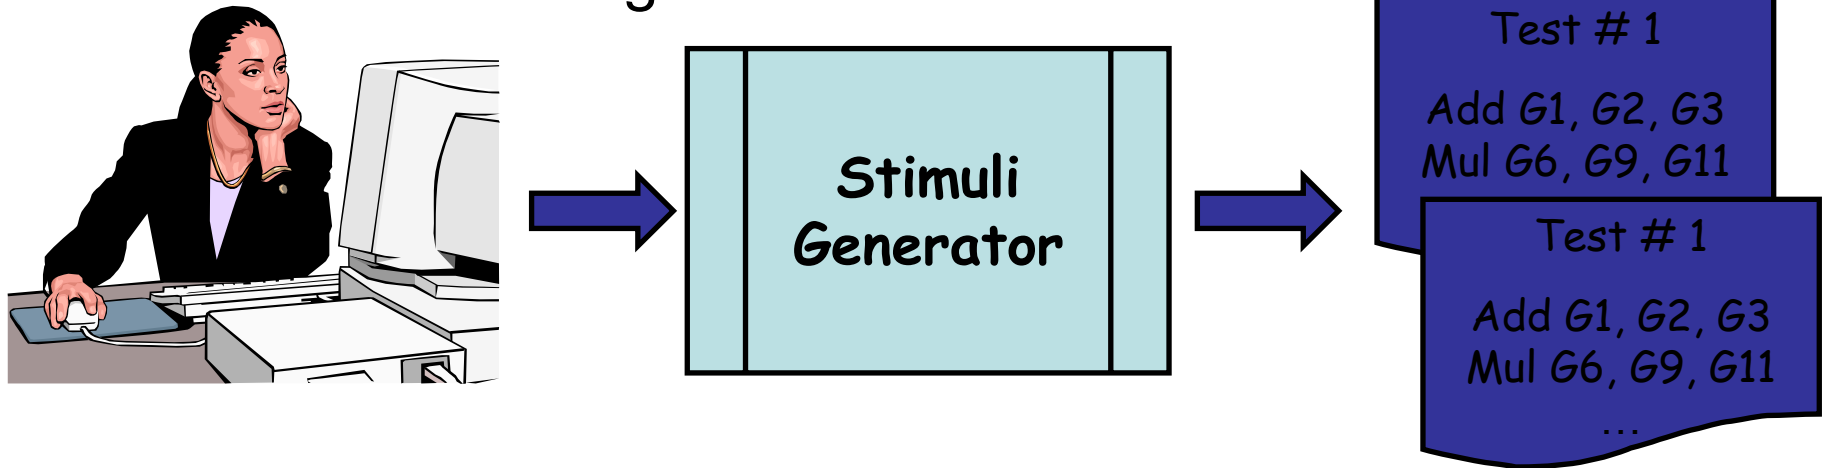 Stimuli
Generator
Test # 1
Add G1, G2, G3
Mul G6, G9, G11
Test # 1
Add G1, G2, G3
Mul G6, G9, G11
...